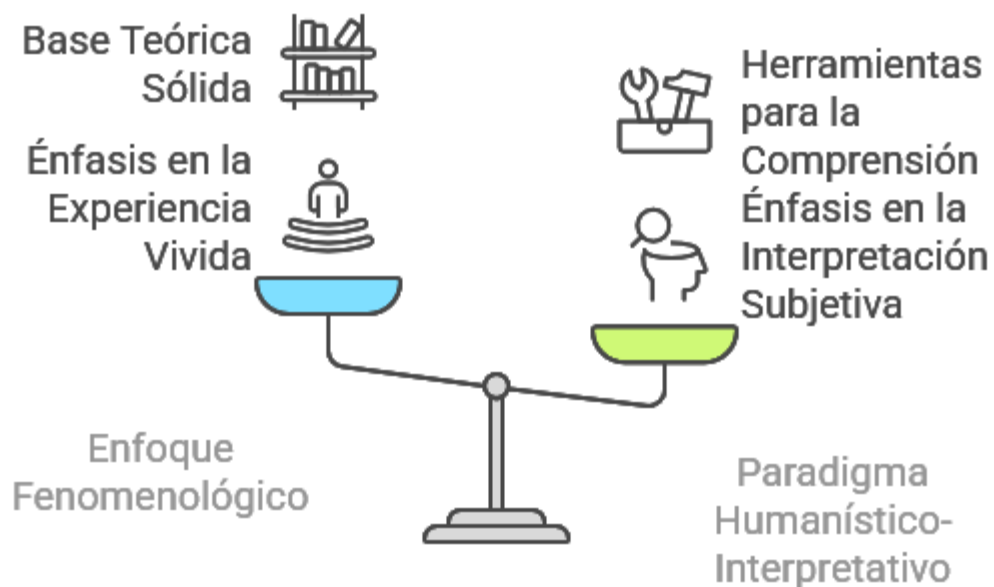 Base Teórica
Sólida
Énfasis en la
Experiencia
Vivida
Herramientas
para la
Comprensión
Énfasis en la
Interpretación
Subjetiva
Enfoque
Fenomenológico
Paradigma
Humanístico-
Interpretativo